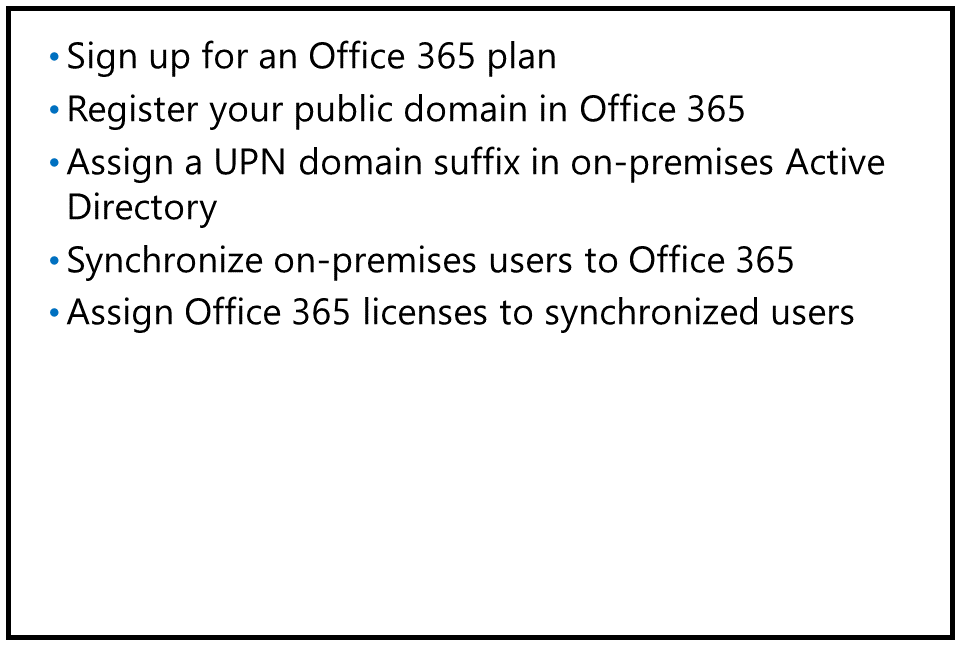 • Sign up for an Office 365 plan
• Register your public domain in Office 365
• Assign a UPN domain suffix in on-premises Active
Directory
• Synchronize on-premises users to Office 365
• Assign Office 365 licenses to synchronized users